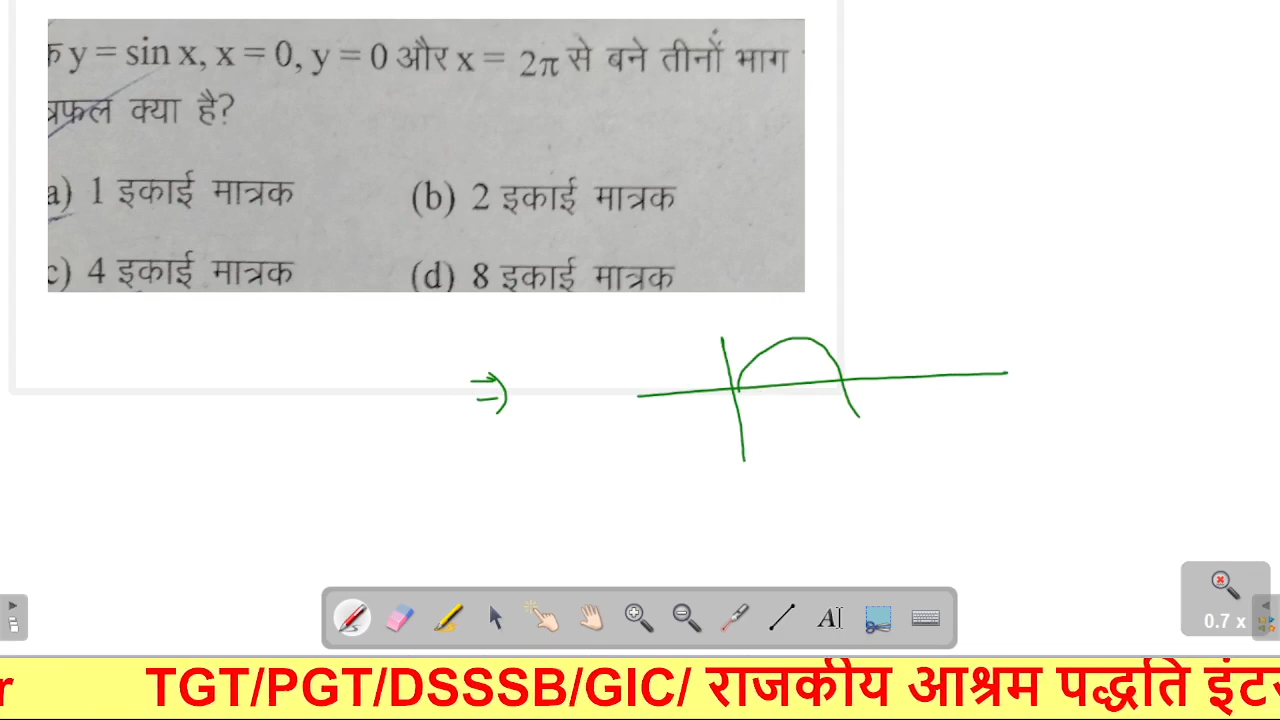 y = sin x, x = 0, y = 0 और x = 2π से बने तीनों भाग
क्या है?
a) 1 इकाई मात्रक
(b) 2 इकाई मात्रक
c) 4 इकाई मात्रक
(d) 8 इकाई मात्रक
0.7 x
TGT/PGT/DSSSB/GIC/ राजकीय आश्रम पद्धति